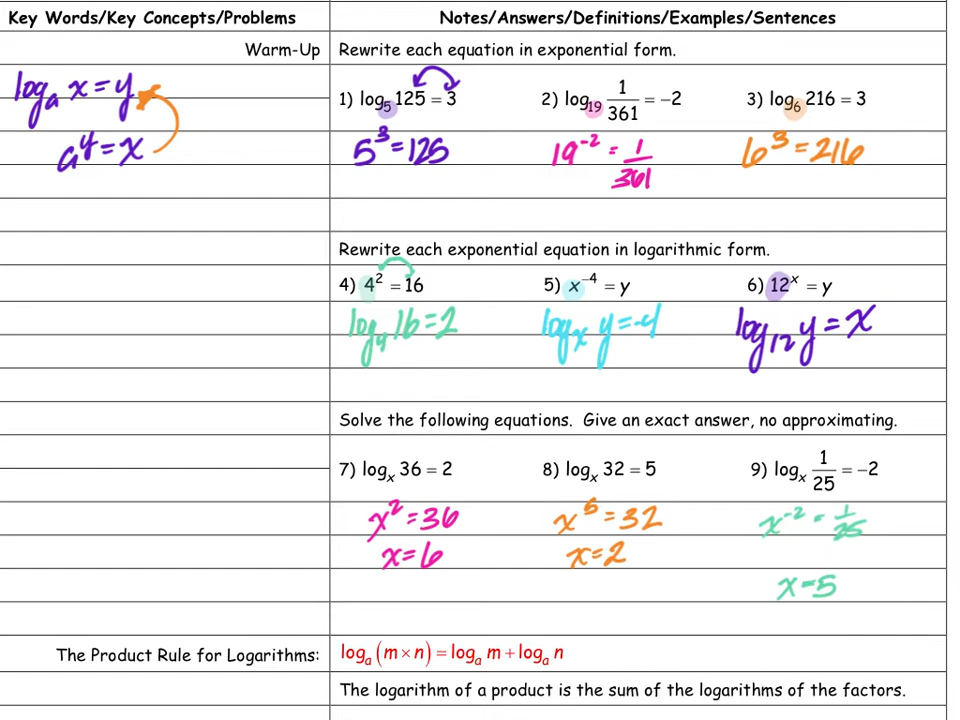 Key Words/Key Concepts/Problems Notes/Answers/Definitions/Examples/Sentences
Warm-Up Rewrite each equation in exponential form.
logₐ x = y
1) log₅ 125 = 3 2) log₁₉ 1/361 = −2 3) log₆ 216 = 3
a^y = x 5³ = 125 19⁻² = 1/361 6³ = 216
Rewrite each exponential equation in logarithmic form.
4) 4² = 16 5) x⁻⁴ = y 6) 12ˣ = y
log₄ 16 = 2 logₓ y = -4 log₁₂ y = x
Solve the following equations. Give an exact answer, no approximating.
7) logₓ 36 = 2 8) logₓ 32 = 5 9) logₓ 1/25 = −2
x² = 36 x⁵ = 32 x⁻² = 1/25
x = 6 x = 2
x = 5
The Product Rule for Logarithms: logₐ (m × n) = logₐ m + logₐ n
The logarithm of a product is the sum of the logarithms of the factors.